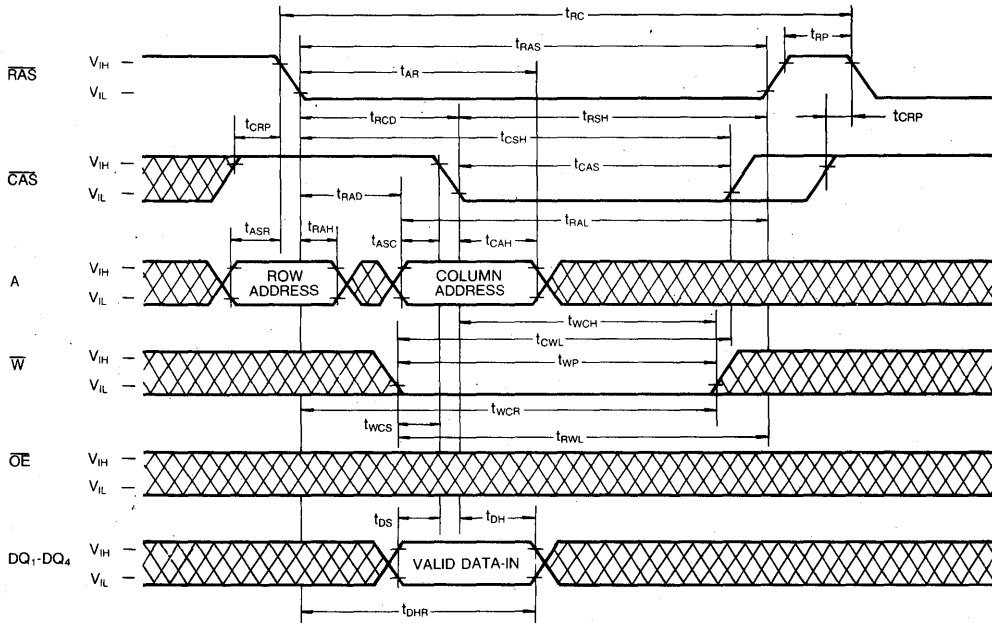 tRC
tRP
tRAS
RAS VIH
tAR
VIL
tRCD tRSH tCRP
tCRP
tCSH
CAS VIH
tCAS
VIL
tRAD
tRAL
tASR tRAH tASC tCAH
A VIH
ROW ADDRESS
COLUMN ADDRESS
VIL
tWCH
tCWL
W VIH
tWP
VIL
tWCR
tWCS
tRWL
OE VIH
VIL
tDS tDH
DQ1-DQ4 VIH
VALID DATA-IN
VIL
tDHR